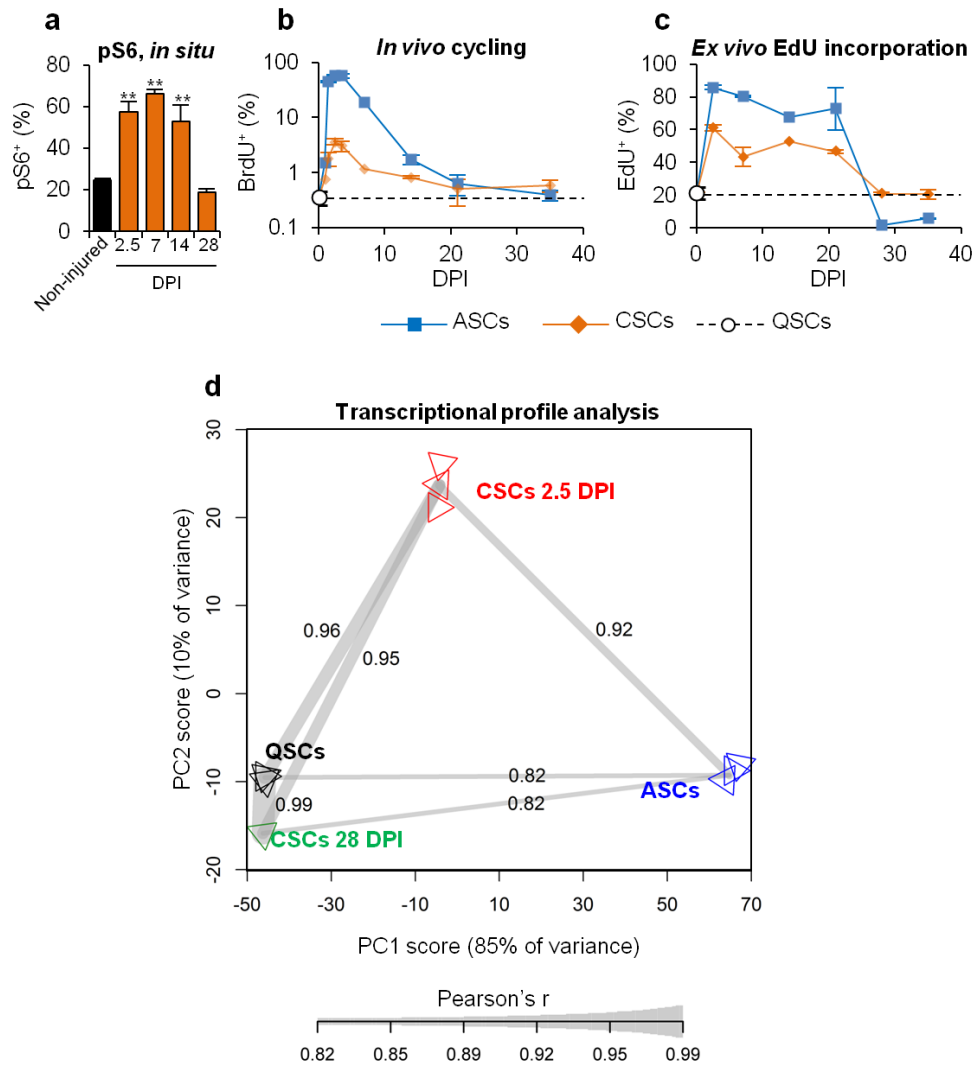 a
pS6, in situ
pS6⁺ (%)
80
60
40
20
0
**
**
**
Non-injured
2.5 7 14 28
DPI
b
In vivo cycling
BrdU⁺ (%)
100
10
1
0.1
0 10 20 30 40
DPI
c
Ex vivo EdU incorporation
EdU⁺ (%)
100
80
60
40
20
0
0 10 20 30 40
DPI
ASCs
CSCs
QSCs
d
Transcriptional profile analysis
PC2 score (10% of variance)
30
20
10
0
-10
-20
CSCs 2.5 DPI
0.96
0.95
0.92
QSCs
0.99
0.82
0.82
ASCs
CSCs 28 DPI
-50 -30 -10 10 30 50 70
PC1 score (85% of variance)
Pearson's r
0.82 0.85 0.89 0.92 0.95 0.99